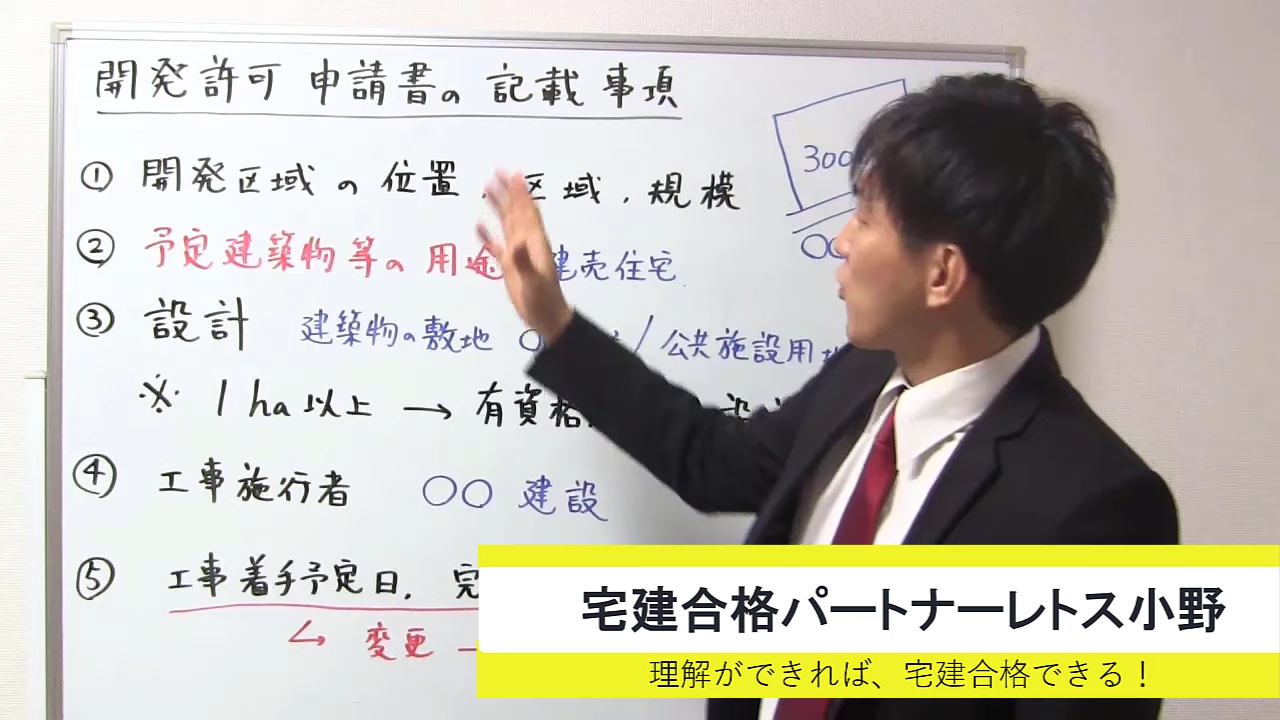 開発許可 申請書の 記載事項
① 開発区域の位置、区域、規模
300
② 予定建築物等の用途 建売住宅
③ 設計 建築物の敷地 / 公共施設用地
※ 1ha以上 → 有資格
④ 工事施行者 ○○建設
⑤ 工事着手予定日、完
↳ 変更
宅建合格パートナーレトス小野
理解ができれば、宅建合格できる！